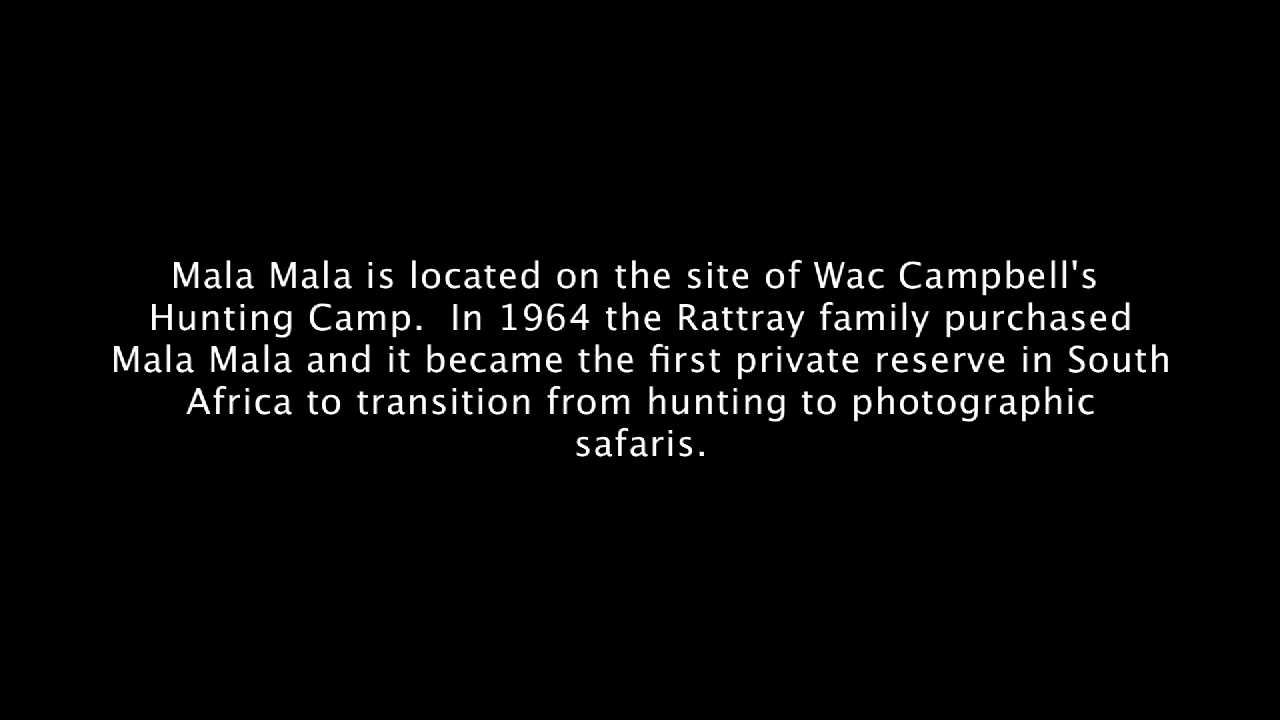 Mala Mala is located on the site of Wac Campbell's
Hunting Camp.  In 1964 the Rattray family purchased
Mala Mala and it became the first private reserve in South
Africa to transition from hunting to photographic
safaris.